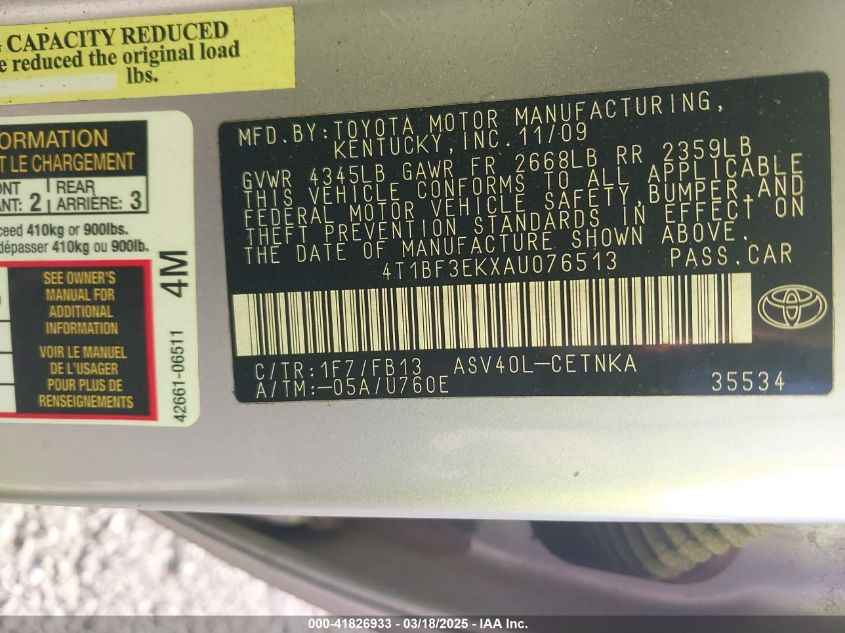 CAPACITY REDUCED
e reduced the original load
lbs.
ORMATION
T LE CHARGEMENT
ONT
ANT: 2
REAR
ARRIÈRE: 3
ceed 410kg or 900lbs.
dépasser 410kg ou 900lb.
SEE OWNER'S
MANUAL FOR
ADDITIONAL
INFORMATION
VOIR LE MANUEL
DE L'USAGER
POUR PLUS DE
RENSEIGNEMENTS
4M
42661-06511
MFD.BY:TOYOTA MOTOR MANUFACTURING,
KENTUCKY,INC.11/09
GVWR 4345LB GAWR FR 2668LB RR 2359LB
THIS VEHICLE CONFORMS TO ALL APPLICABLE
FEDERAL MOTOR VEHICLE SAFETY,BUMPER,AND
THEFT PREVENTION STANDARDS IN EFFECT ON
THE DATE OF MANUFACTURE SHOWN ABOVE.
4T1BF3EKXAU076513 PASS.CAR
C/TR:1F7/FB13 ASV40L-CETNKA
A/TM:-05A/U760E 35534
000-41826933 - 03/18/2025 - IAA Inc.